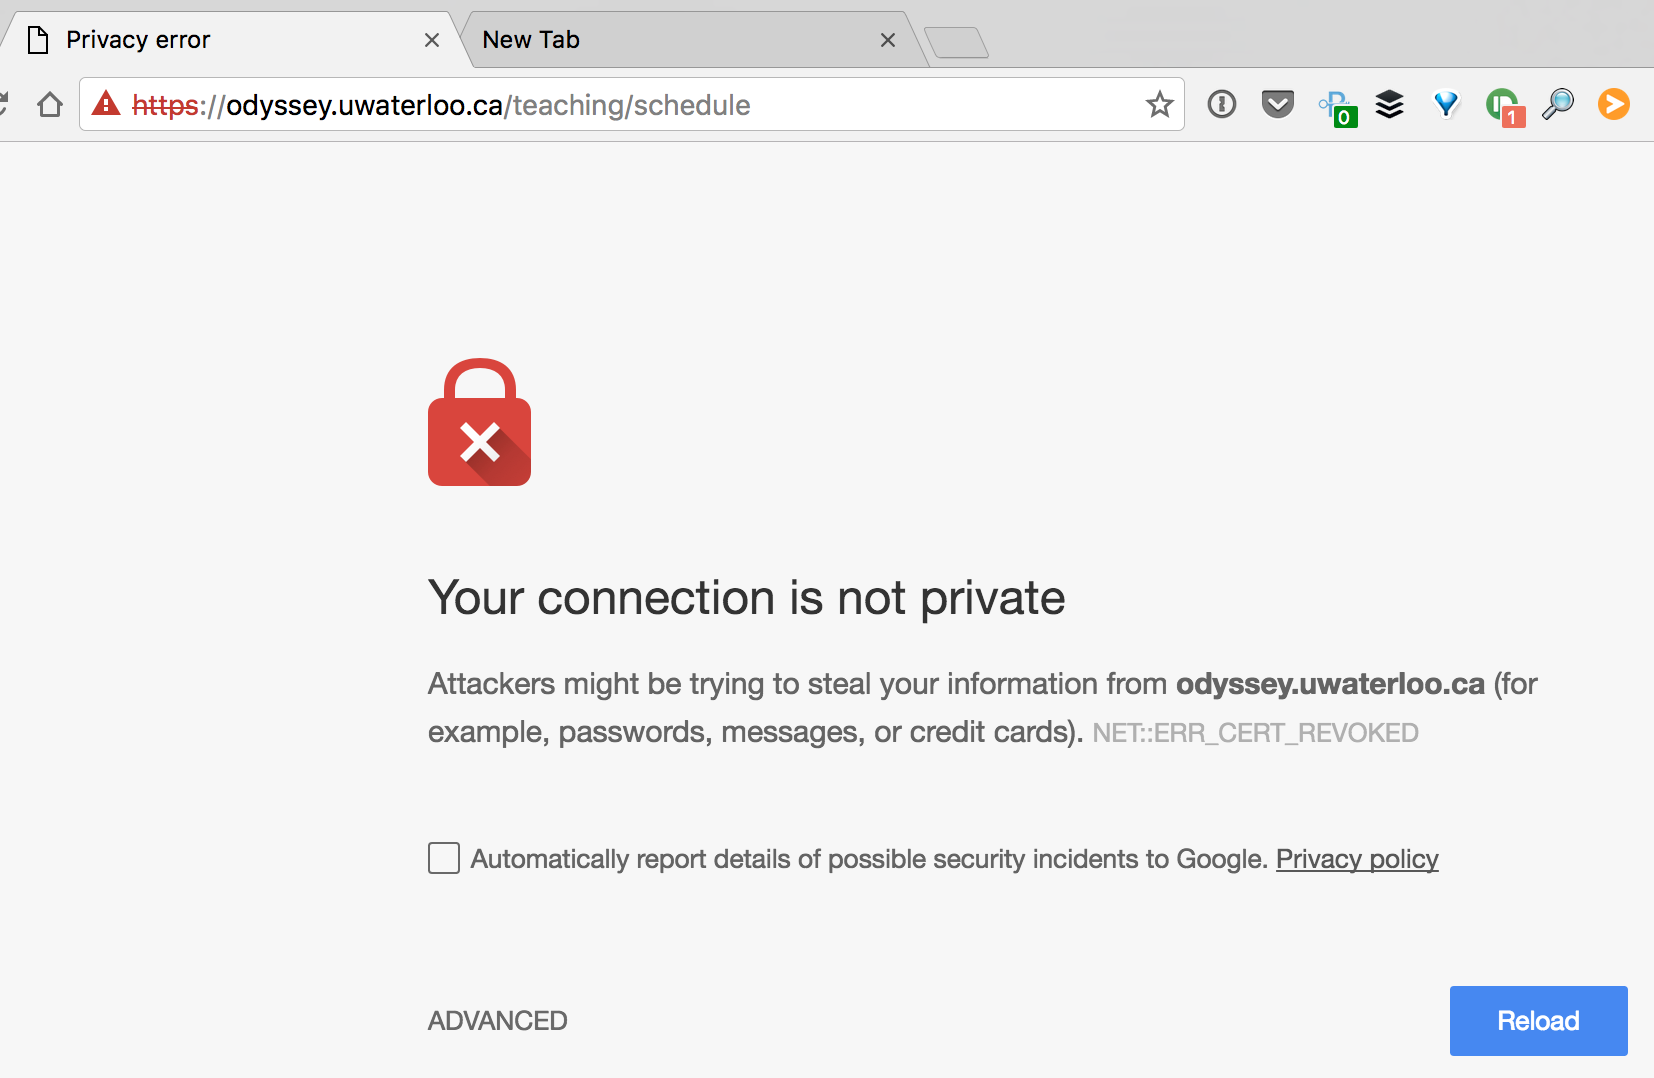 Privacy error
New Tab
https://odyssey.uwaterloo.ca/teaching/schedule
0
1
Your connection is not private
Attackers might be trying to steal your information from odyssey.uwaterloo.ca (for
example, passwords, messages, or credit cards). NET::ERR_CERT_REVOKED
Automatically report details of possible security incidents to Google. Privacy policy
ADVANCED
Reload